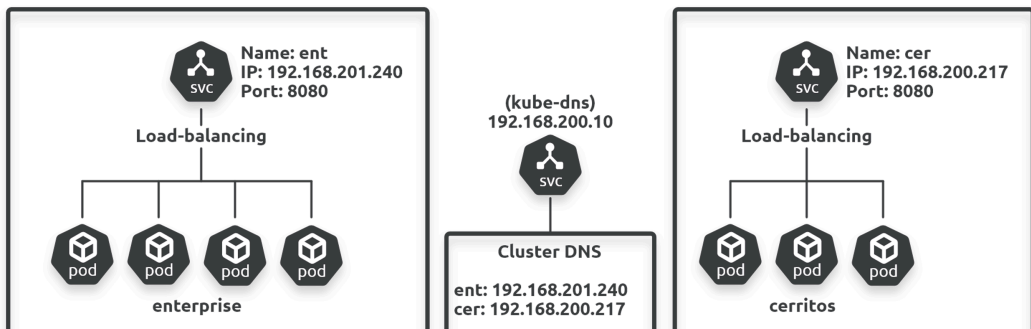 Name: ent
IP: 192.168.201.240
Port: 8080
svc
Load-balancing
pod
pod
pod
pod
enterprise
(kube-dns)
192.168.200.10
svc
Cluster DNS
ent: 192.168.201.240
cer: 192.168.200.217
Name: cer
IP: 192.168.200.217
Port: 8080
svc
Load-balancing
pod
pod
pod
cerritos